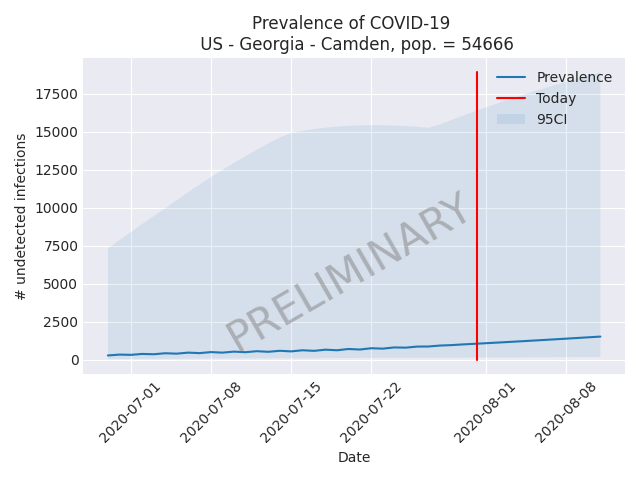 Prevalence of COVID-19
US - Georgia - Camden, pop. = 54666
Prevalence
Today
95CI
17500
15000
12500
10000
7500
5000
2500
0
# undetected infections
PRELIMINARY
2020-07-01
2020-07-08
2020-07-15
2020-07-22
2020-08-01
2020-08-08
Date